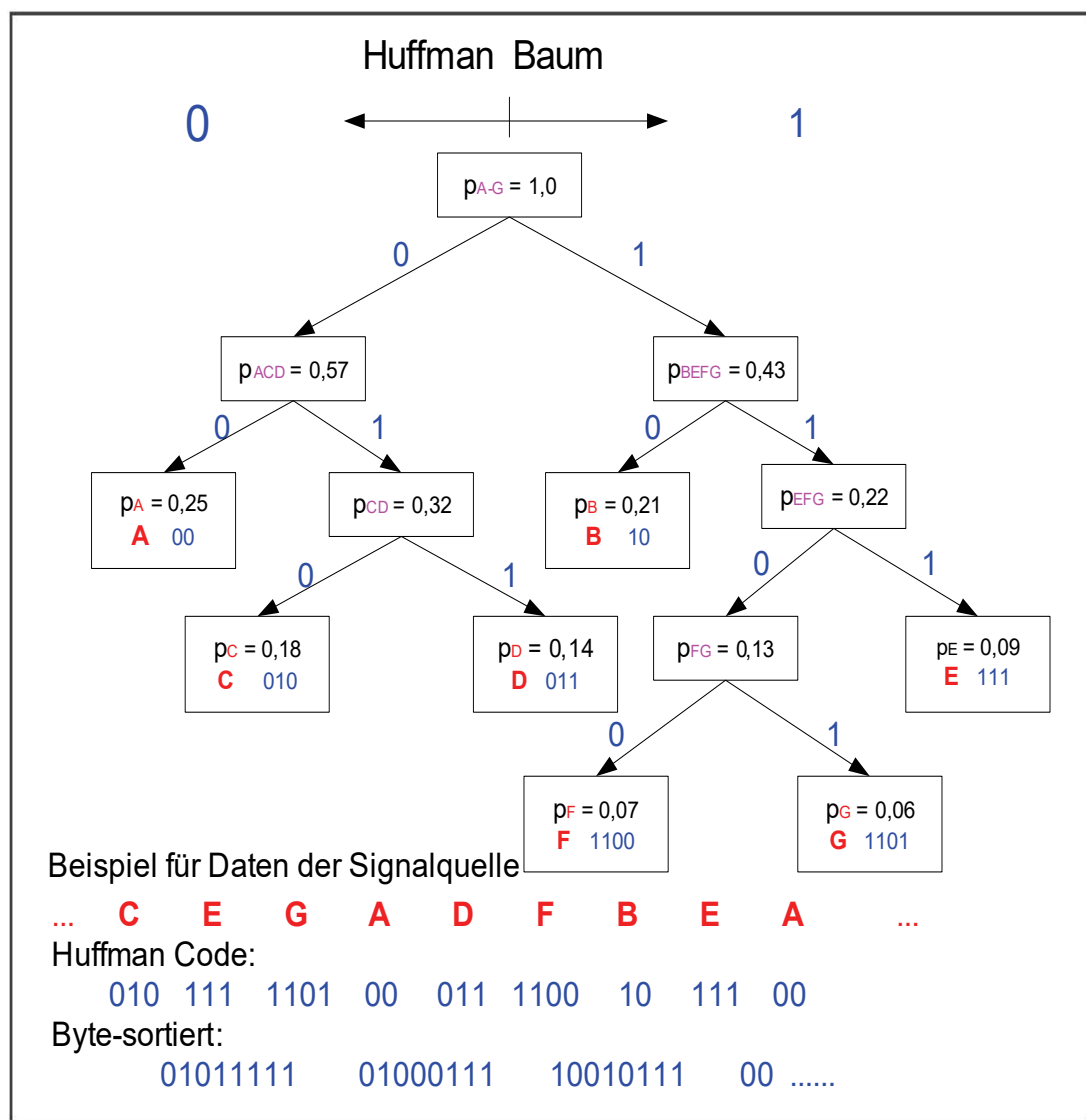 Huffman Baum
0 1
pA-G = 1,0
0 1
pACD = 0,57 pBEFG = 0,43
0 1 0 1
pA = 0,25 pCD = 0,32 pB = 0,21 pEFG = 0,22
A 00 B 10
0 1 0 1
pC = 0,18 pD = 0,14 pFG = 0,13 pE = 0,09
C 010 D 011 E 111
0 1
pF = 0,07 pG = 0,06
F 1100 G 1101
Beispiel für Daten der Signalquelle
... C E G A D F B E A ...
Huffman Code:
010 111 1101 00 011 1100 10 111 00
Byte-sortiert:
01011111 01000111 10010111 00 ......